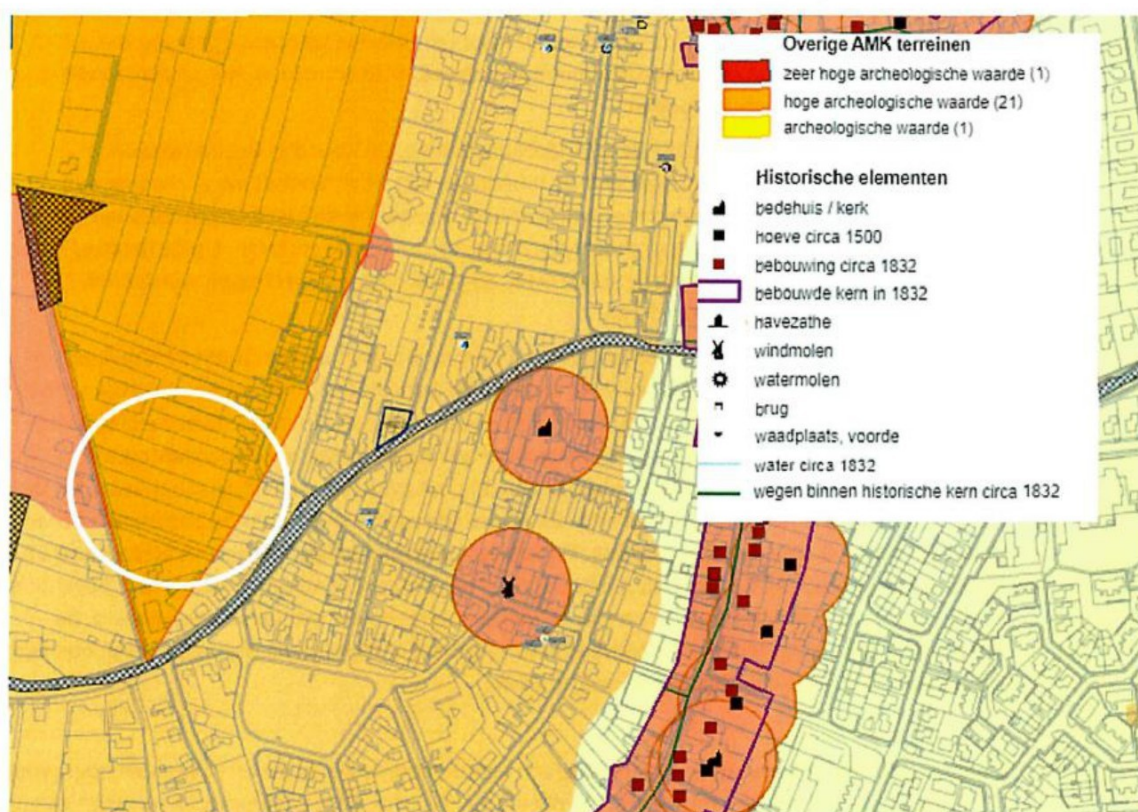 Overige AMK terreinen
zeer hoge archeologische waarde (1)
hoge archeologische waarde (21)
archeologische waarde (1)
Historische elementen
bedehuis / kerk
hoeve circa 1500
bebouwing circa 1832
bebouwde kern in 1832
havezathe
windmolen
watermolen
brug
waadplaats, voorde
water circa 1832
wegen binnen historische kern circa 1832